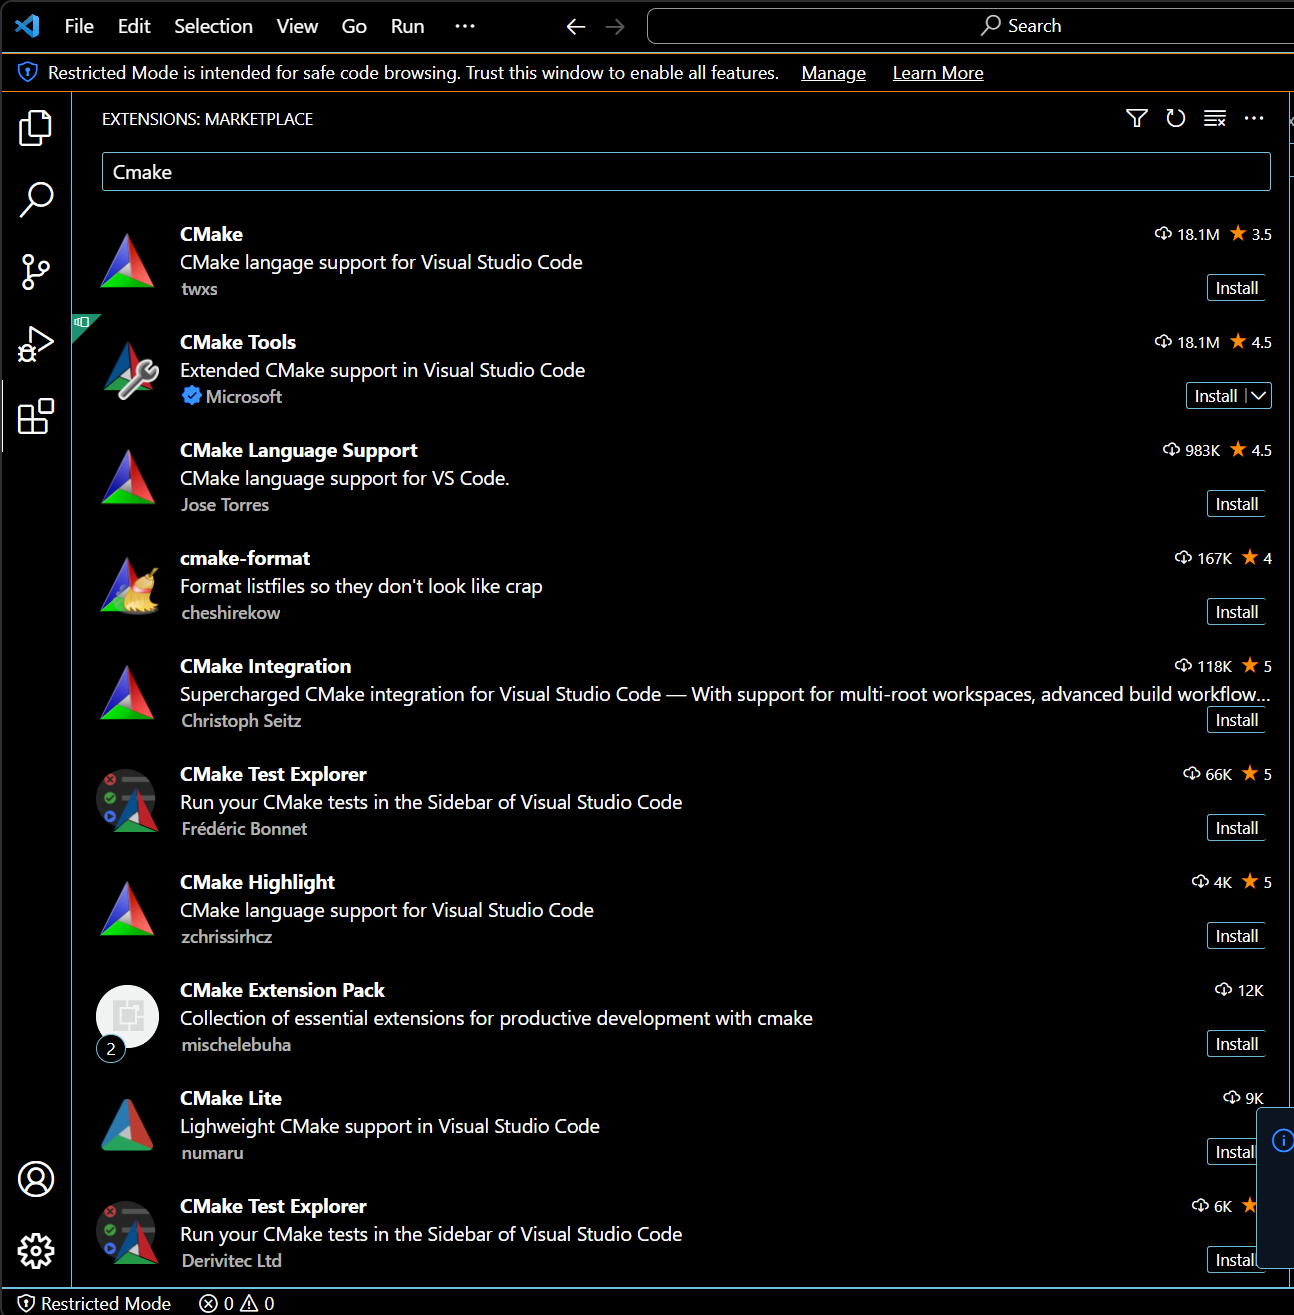 File Edit Selection View Go Run ··· Search
Restricted Mode is intended for safe code browsing. Trust this window to enable all features. Manage Learn More
EXTENSIONS: MARKETPLACE
Cmake
CMake 18.1M 3.5
CMake langage support for Visual Studio Code
twxs Install
CMake Tools 18.1M 4.5
Extended CMake support in Visual Studio Code
Microsoft Install
CMake Language Support 983K 4.5
CMake language support for VS Code.
Jose Torres Install
cmake-format 167K 4
Format listfiles so they don't look like crap
cheshirekow Install
CMake Integration 118K 5
Supercharged CMake integration for Visual Studio Code — With support for multi-root workspaces, advanced build workflow...
Christoph Seitz Install
CMake Test Explorer 66K 5
Run your CMake tests in the Sidebar of Visual Studio Code
Frédéric Bonnet Install
CMake Highlight 4K 5
CMake language support for Visual Studio Code
zchrissirhcz Install
CMake Extension Pack 12K
Collection of essential extensions for productive development with cmake
2 mischelebuha Install
CMake Lite 9K
Lighweight CMake support in Visual Studio Code
numaru Install
CMake Test Explorer 6K
Run your CMake tests in the Sidebar of Visual Studio Code
Derivitec Ltd Install
Restricted Mode 0 0